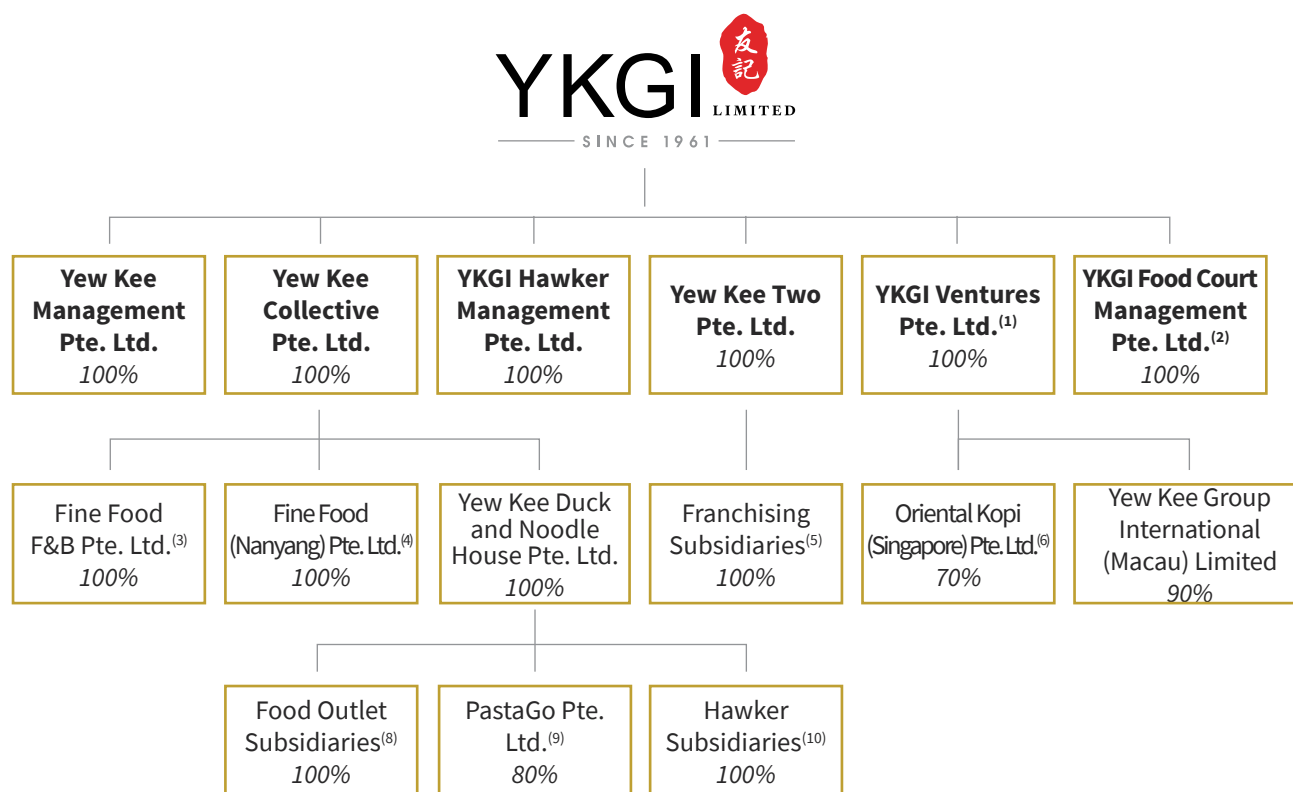 YKGI
友
記
LIMITED
SINCE 1961
Yew Kee
Management
Pte. Ltd.
100%
Yew Kee
Collective
Pte. Ltd.
100%
YKGI Hawker
Management
Pte. Ltd.
100%
Yew Kee Two
Pte. Ltd.
100%
YKGI Ventures
Pte. Ltd.(1)
100%
YKGI Food Court
Management
Pte. Ltd.(2)
100%
Fine Food
F&B Pte. Ltd.(3)
100%
Fine Food
(Nanyang) Pte. Ltd.(4)
100%
Yew Kee Duck
and Noodle
House Pte. Ltd.
100%
Franchising
Subsidiaries(5)
100%
Oriental Kopi
(Singapore) Pte. Ltd.(6)
70%
Yew Kee Group
International
(Macau) Limited
90%
Food Outlet
Subsidiaries(8)
100%
PastaGo Pte.
Ltd.(9)
80%
Hawker
Subsidiaries(10)
100%